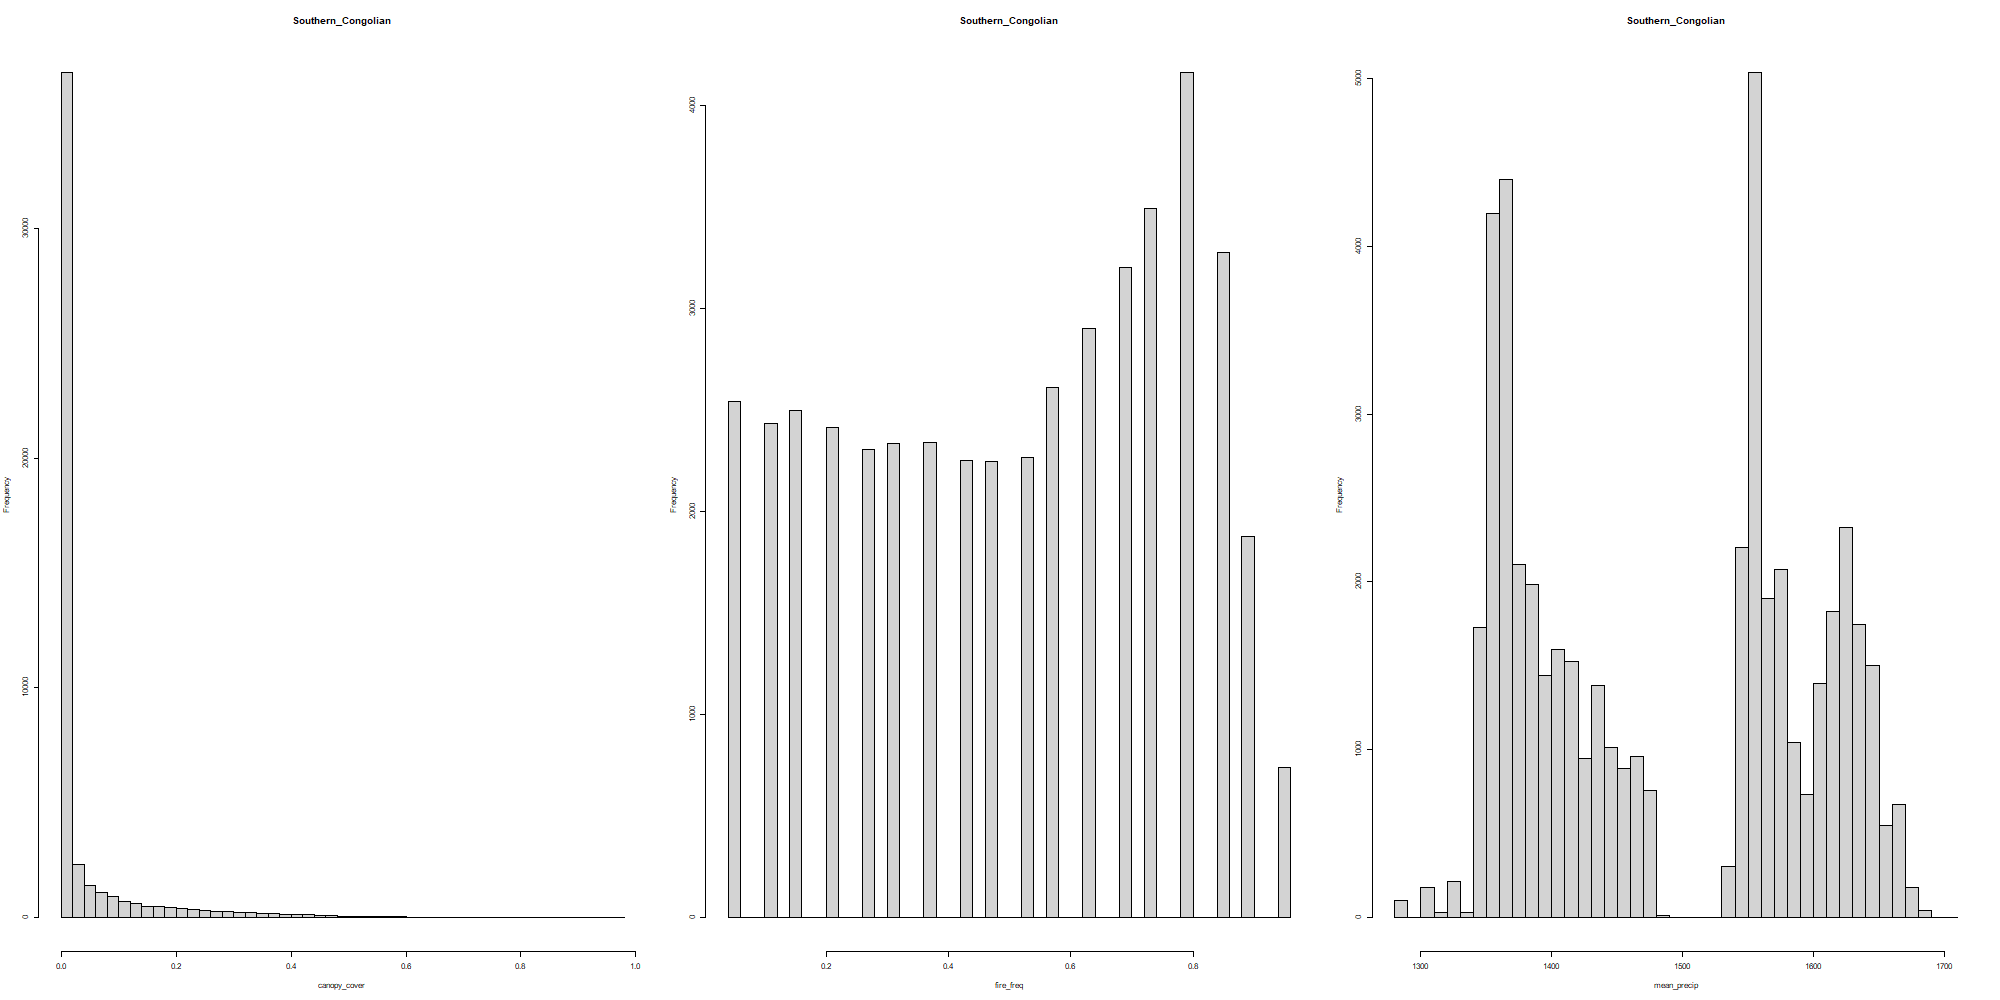 Southern_Congolian
Frequency
0
10000
20000
30000
0.0 0.2 0.4 0.6 0.8 1.0
canopy_cover
Southern_Congolian
Frequency
0
1000
2000
3000
4000
0.2 0.4 0.6 0.8
fire_freq
Southern_Congolian
Frequency
0
1000
2000
3000
4000
5000
1300 1400 1500 1600 1700
mean_precip